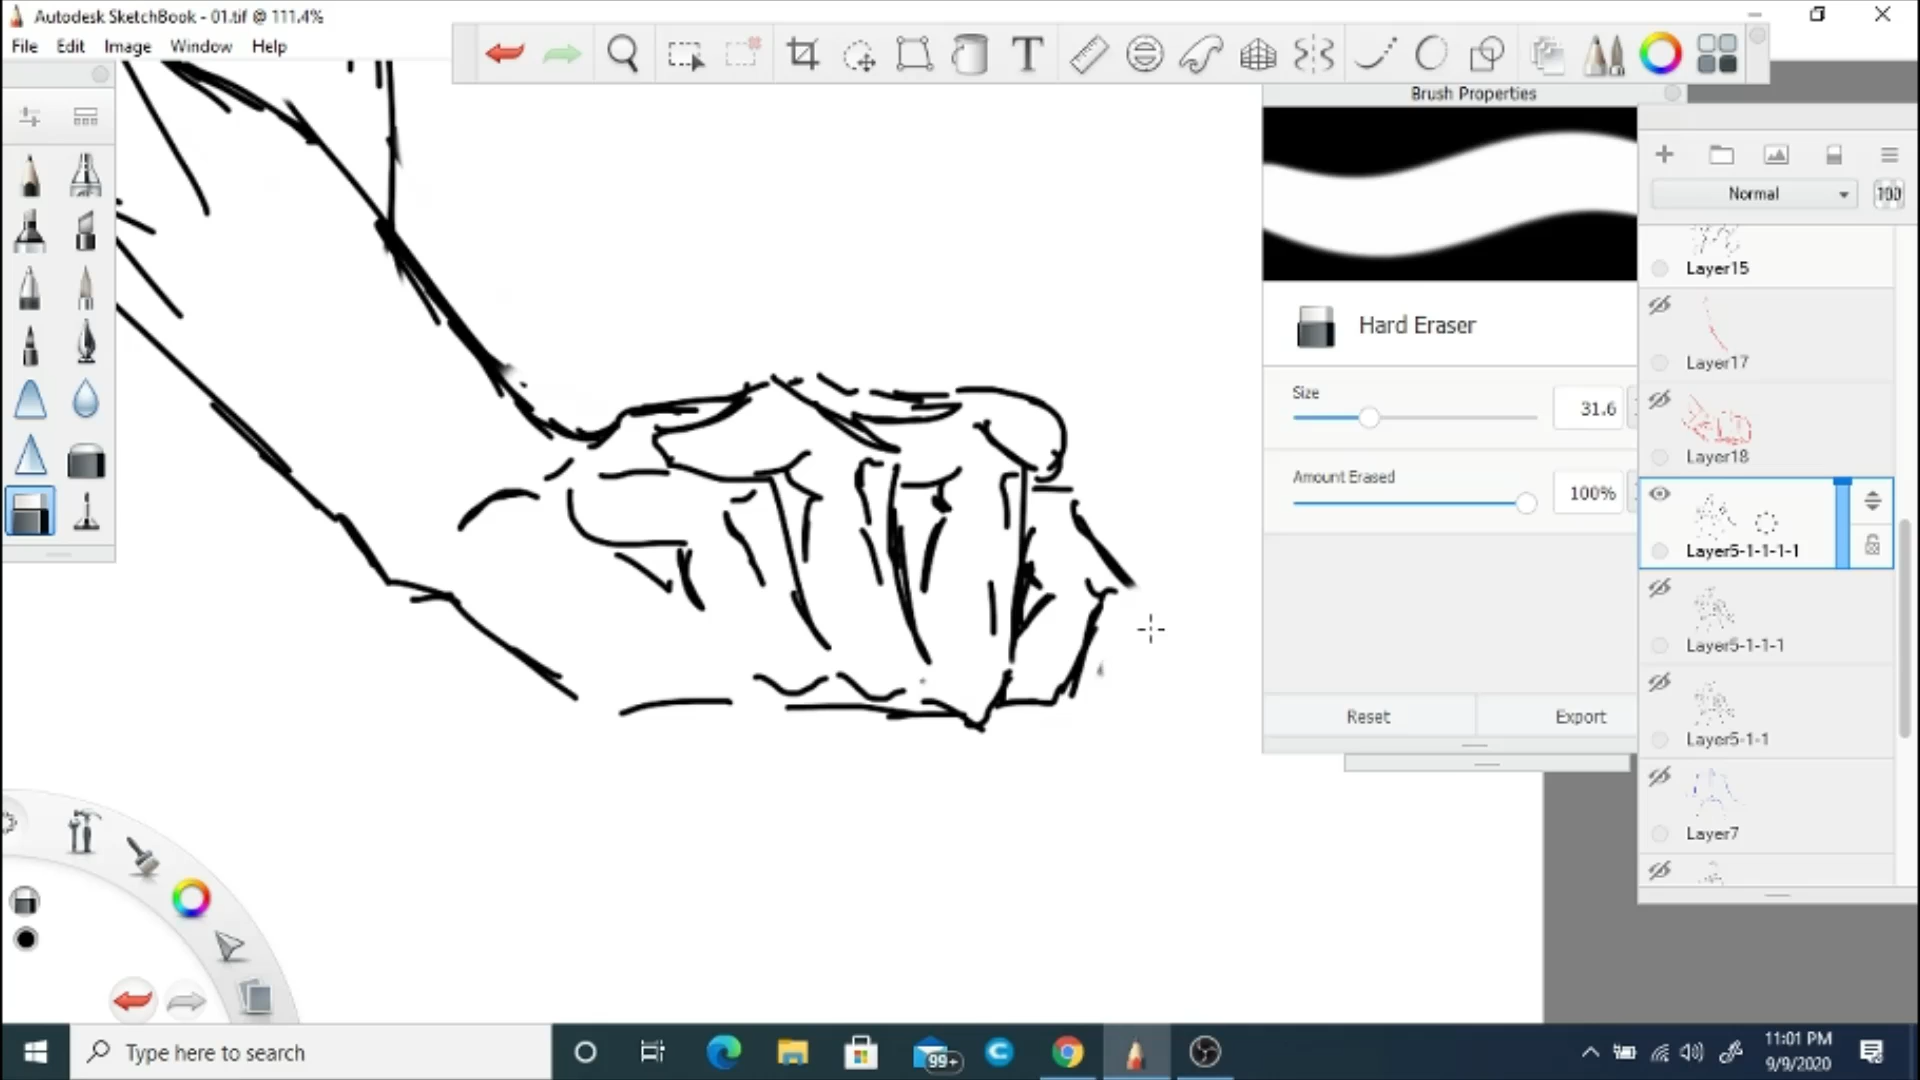 Autodesk SketchBook - 01.tif @ 111.4%
File Edit Image Window Help
T
Brush Properties
Normal 100
Layer15
Hard Eraser
Layer17
Size
31.6
Layer18
Amount Erased
100%
Layer5-1-1-1-1
Layer5-1-1-1
Reset Export
Layer5-1-1
Layer7
Type here to search
99+
11:01 PM
9/9/2020